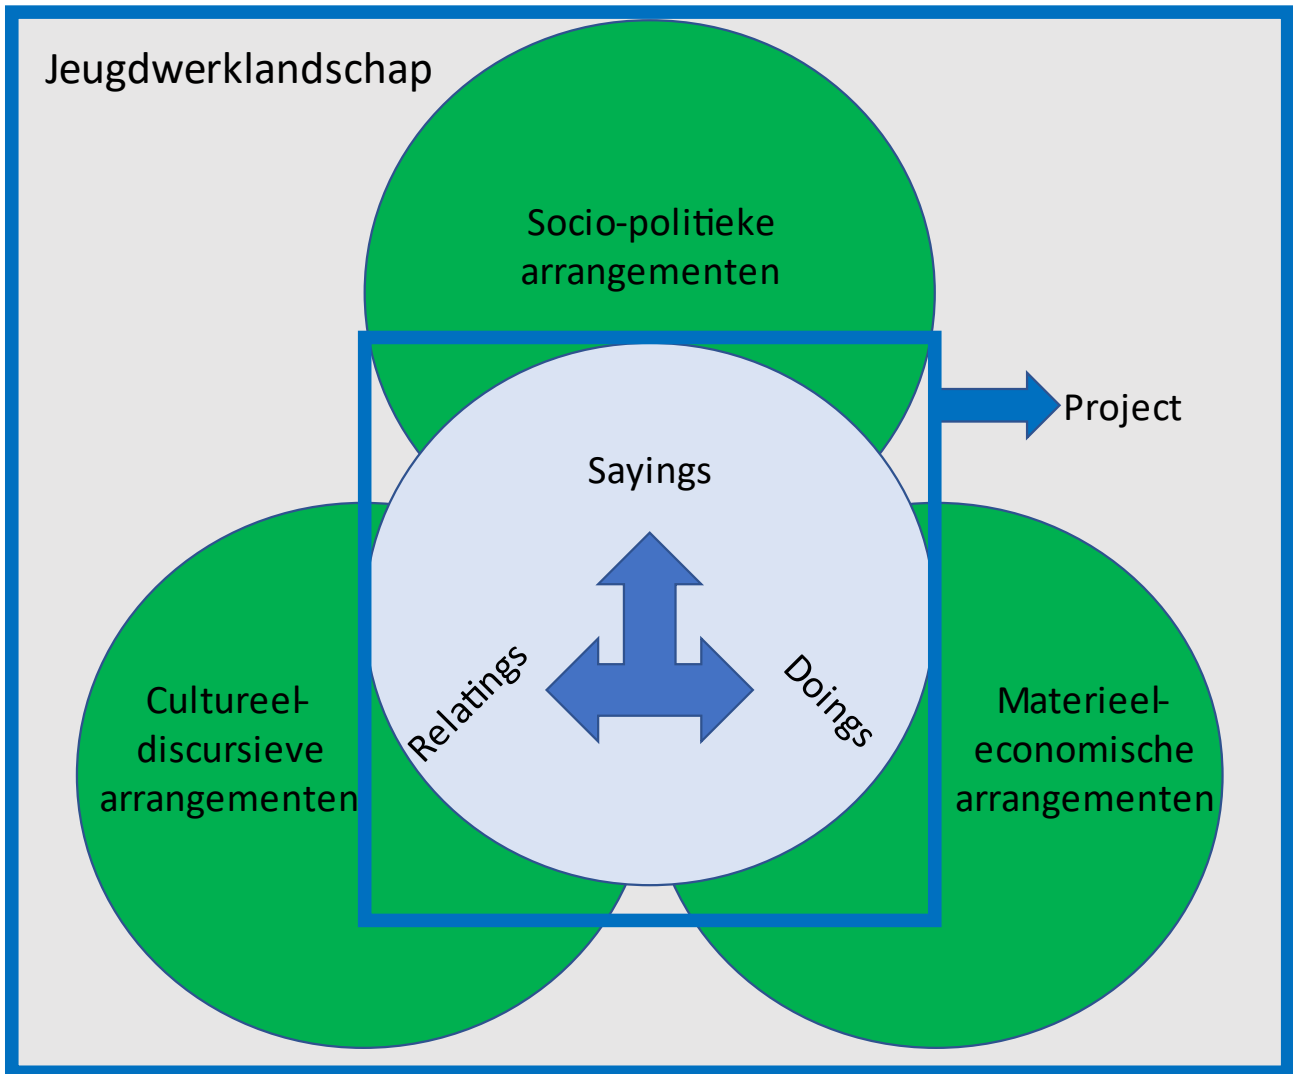 Jeugdwerklandschap
Socio-politieke
arrangementen
Project
Sayings
Relatings
Doings
Cultureel-
discursieve
arrangementen
Materieel-
economische
arrangementen